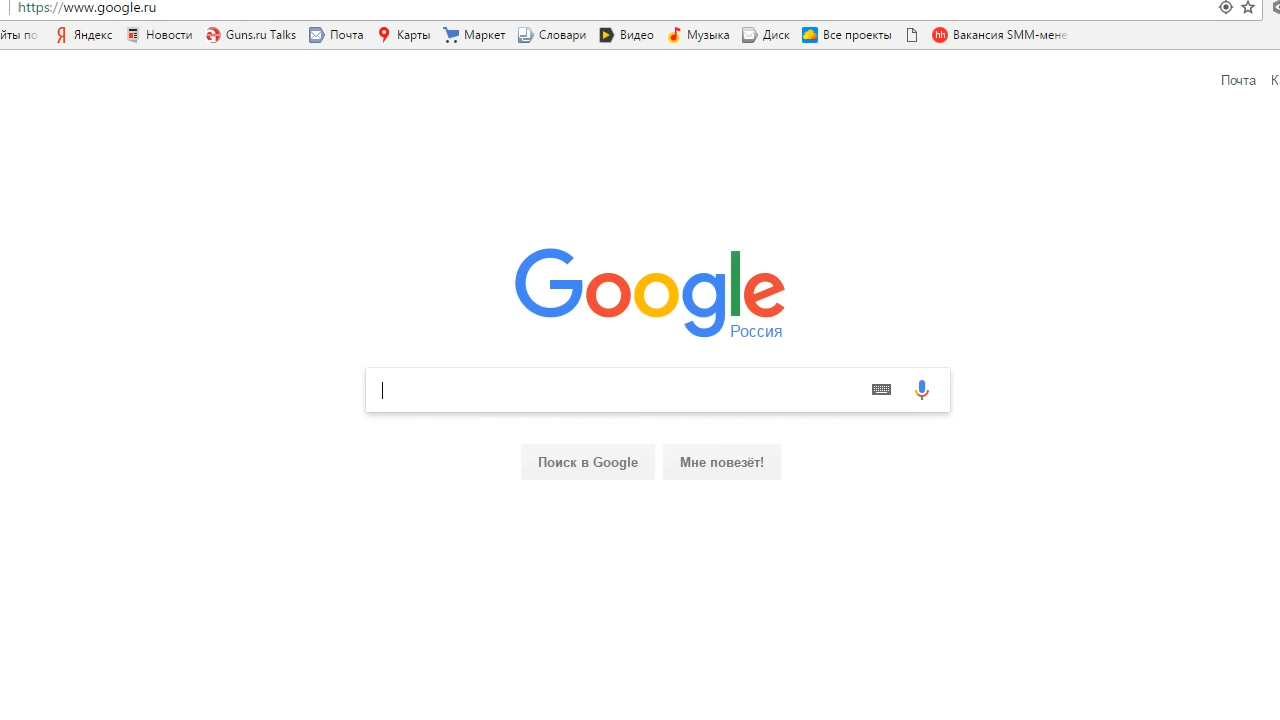 https://www.google.ru
йты по Яндекс Новости Guns.ru Talks Почта Карты Маркет Словари Видео Музыка Диск Все проекты hh Вакансия SMM-мене
Почта К
Google
Россия
Поиск в Google Мне повезёт!